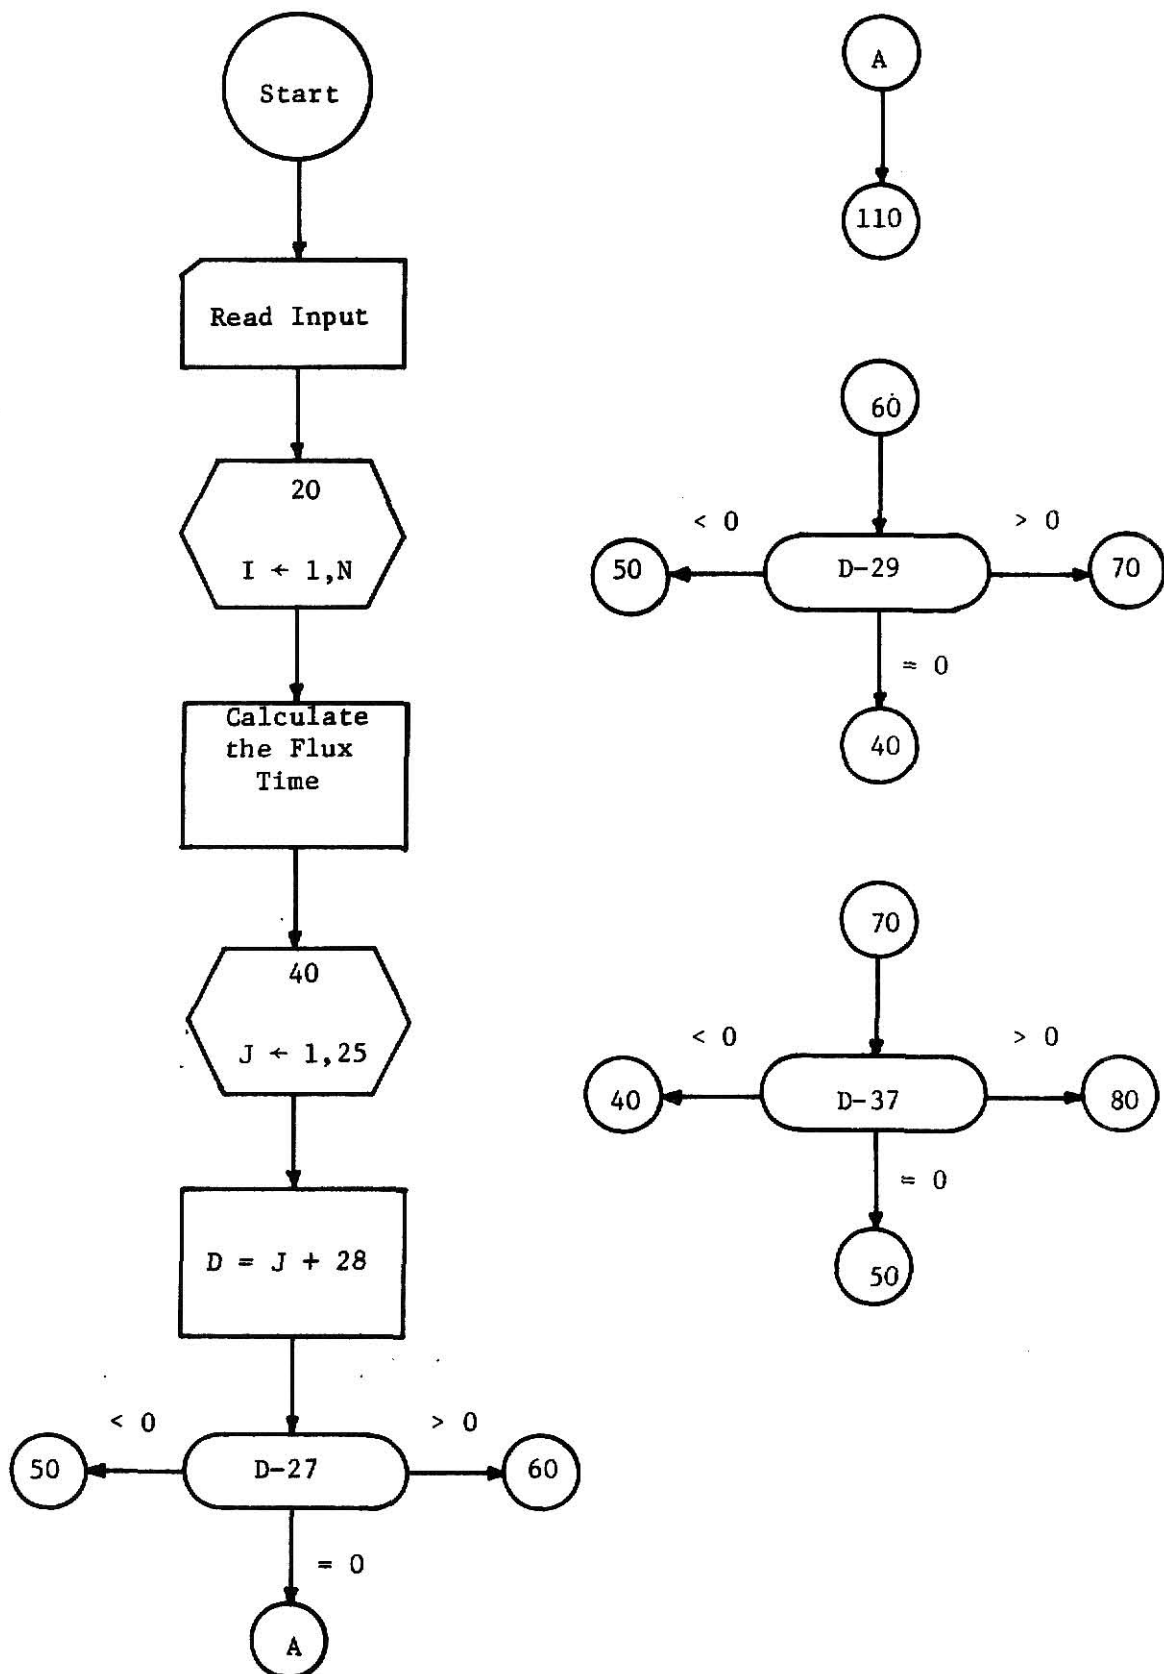 Start
Read Input
20
I ← 1,N
Calculate
the Flux
Time
40
J ← 1,25
D = J + 28
< 0
> 0
50
D-27
60
= 0
A
A
110
60
< 0
> 0
50
D-29
70
= 0
40
70
< 0
> 0
40
D-37
80
= 0
50